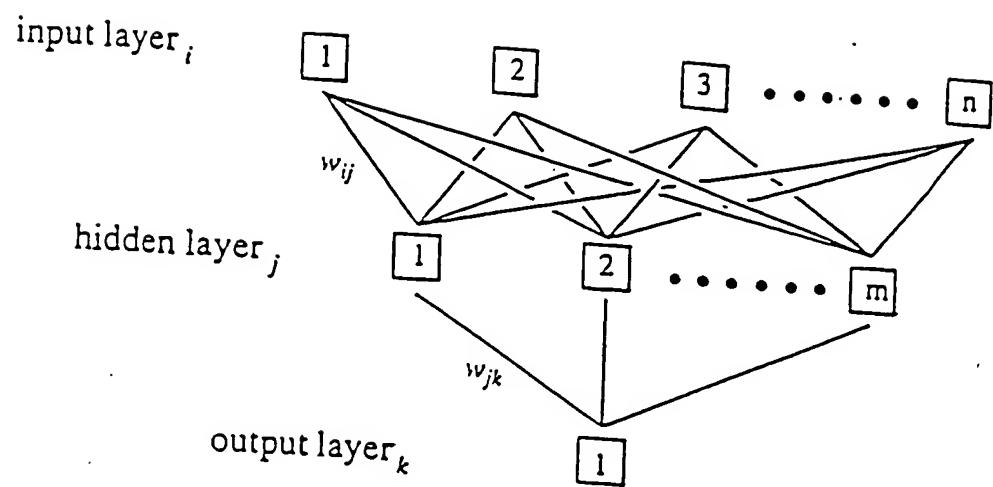 input layer i
1 2 3 n
w ij
hidden layer j
1 2 m
w jk
output layer k
1